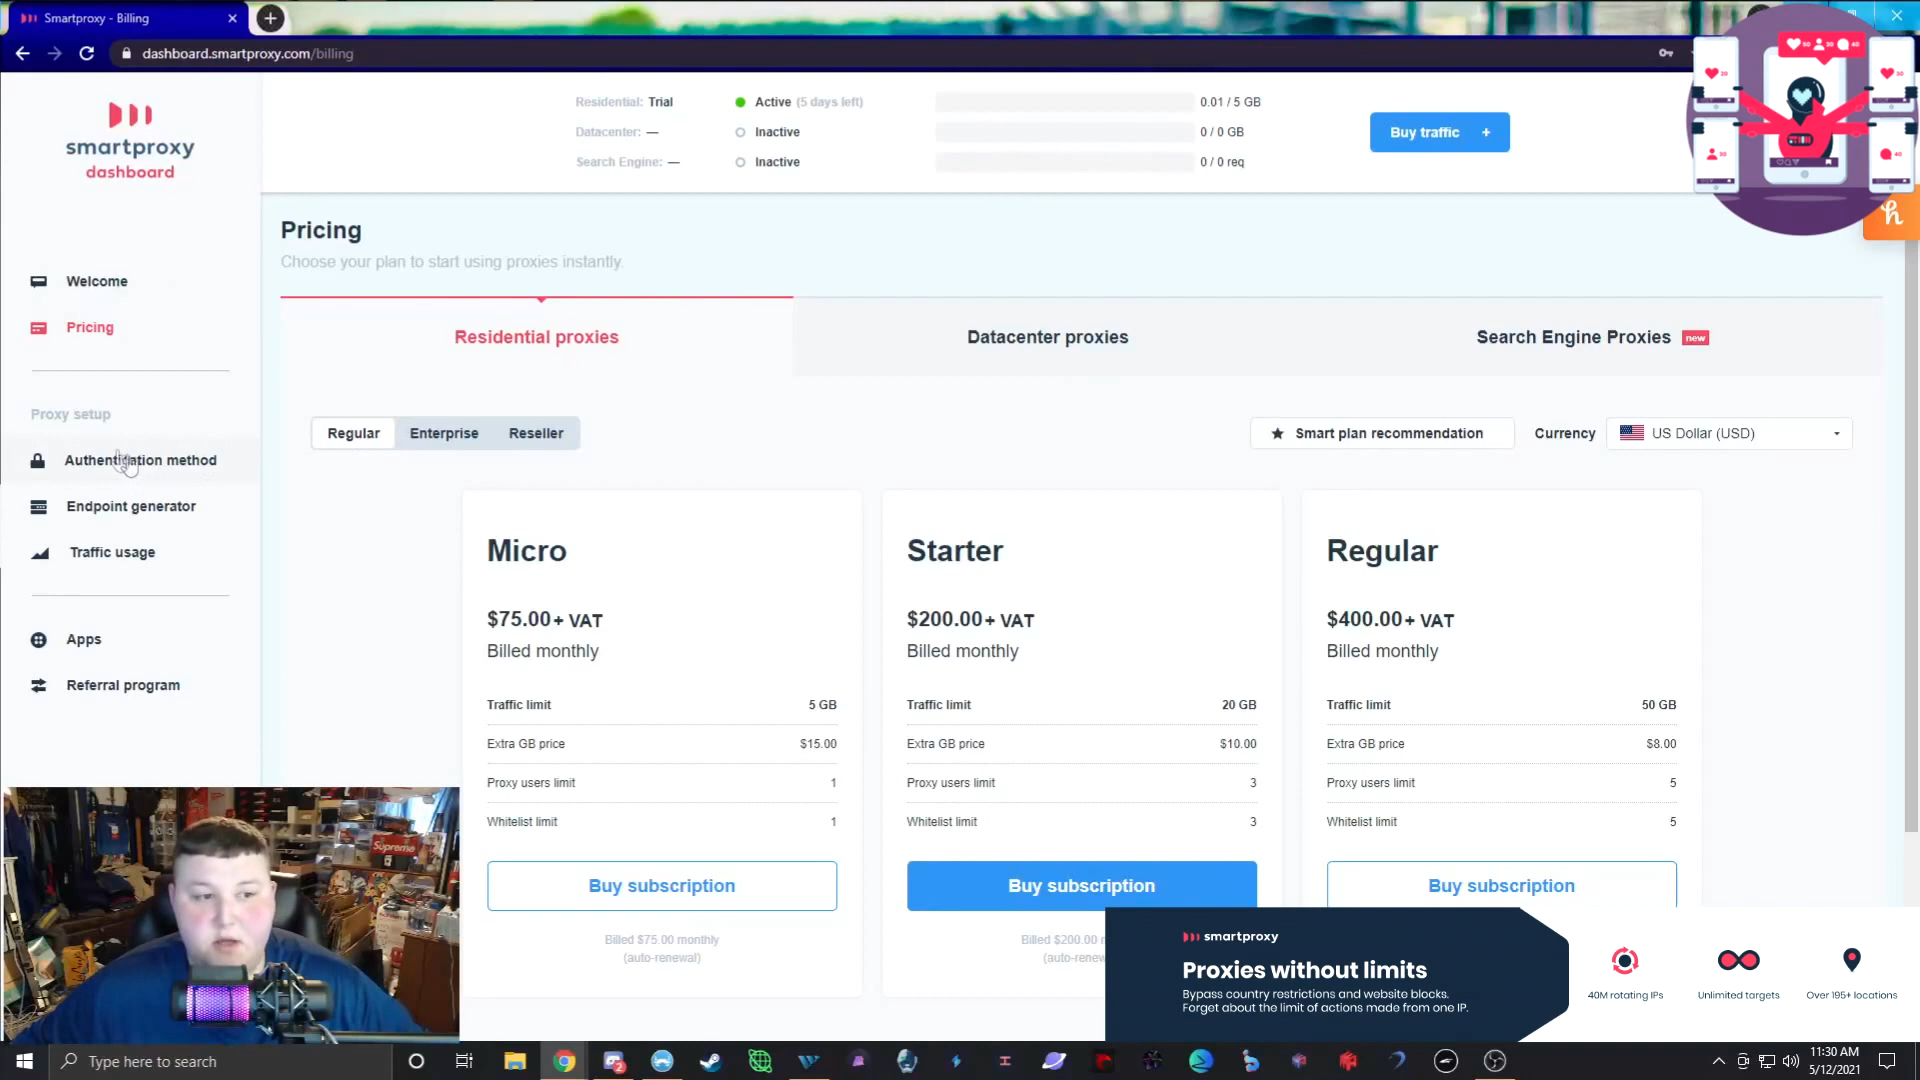 Smartproxy - Billing
dashboard.smartproxy.com/billing
smartproxy
dashboard
Residential: Trial
Active (5 days left)
0.01 / 5 GB
Datacenter: —
Inactive
0 / 0 GB
Search Engine: —
Inactive
0 / 0 req
Buy traffic +
Pricing
Choose your plan to start using proxies instantly.
Welcome
Pricing
Proxy setup
Authentication method
Endpoint generator
Traffic usage
Apps
Referral program
Residential proxies
Datacenter proxies
Search Engine Proxies new
Regular
Enterprise
Reseller
Smart plan recommendation
Currency
US Dollar (USD)
Micro
$75.00 + VAT
Billed monthly
Traffic limit 5 GB
Extra GB price $15.00
Proxy users limit 1
Whitelist limit 1
Buy subscription
Billed $75.00 monthly
(auto-renewal)
Starter
$200.00 + VAT
Billed monthly
Traffic limit 20 GB
Extra GB price $10.00
Proxy users limit 3
Whitelist limit 3
Buy subscription
Billed $200.00
Regular
$400.00 + VAT
Billed monthly
Traffic limit 50 GB
Extra GB price $8.00
Proxy users limit 5
Whitelist limit 5
Buy subscription
smartproxy
Proxies without limits
Bypass country restrictions and website blocks.
Forget about the limit of actions made from one IP.
40M rotating IPs
Unlimited targets
Over 195+ locations
Supreme
Type here to search
2
11:30 AM
5/12/2021